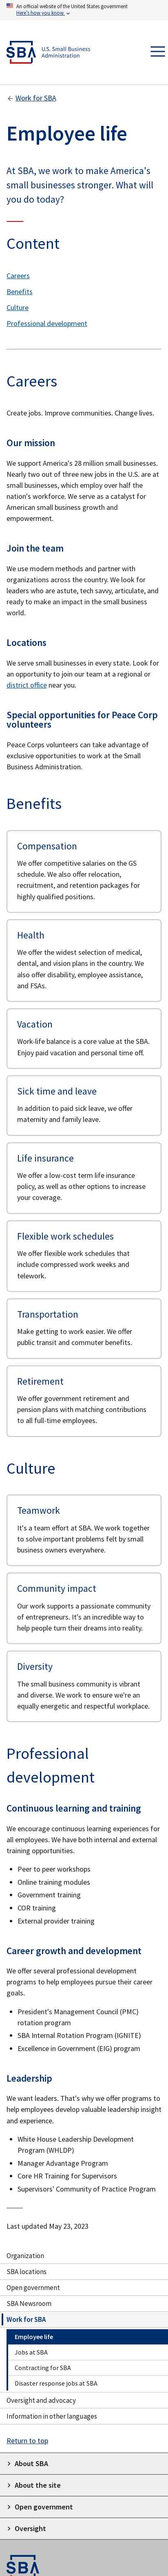 An official website of the United States government
Here's how you know
U.S. Small Business
Administration
Work for SBA
Employee life
At SBA, we work to make America's
small businesses stronger. What will
you do today?
Content
Careers
Benefits
Culture
Professional development
Careers
Create jobs. Improve communities. Change lives.
Our mission
We support America's 28 million small businesses.
Nearly two out of three new jobs in the U.S. are at
small businesses, which employ over half the
nation's workforce. We serve as a catalyst for
American small business growth and
empowerment.
Join the team
We use modern methods and partner with
organizations across the country. We look for
leaders who are astute, tech savvy, articulate, and
ready to make an impact in the small business
world.
Locations
We serve small businesses in every state. Look for
an opportunity to join our team at a regional or
district office near you.
Special opportunities for Peace Corp
volunteers
Peace Corps volunteers can take advantage of
exclusive opportunities to work at the Small
Business Administration.
Benefits
Compensation
We offer competitive salaries on the GS
schedule. We also offer relocation,
recruitment, and retention packages for
highly qualified positions.
Health
We offer the widest selection of medical,
dental, and vision plans in the country. We
also offer disability, employee assistance,
and FSAs.
Vacation
Work-life balance is a core value at the SBA.
Enjoy paid vacation and personal time off.
Sick time and leave
In addition to paid sick leave, we offer
maternity and family leave.
Life insurance
We offer a low-cost term life insurance
policy, as well as other options to increase
your coverage.
Flexible work schedules
We offer flexible work schedules that
include compressed work weeks and
telework.
Transportation
Make getting to work easier. We offer
public transit and commuter benefits.
Retirement
We offer government retirement and
pension plans with matching contributions
to all full-time employees.
Culture
Teamwork
It's a team effort at SBA. We work together
to solve important problems felt by small
business owners everywhere.
Community impact
Our work supports a passionate community
of entrepreneurs. It's an incredible way to
help people turn their dreams into reality.
Diversity
The small business community is vibrant
and diverse. We work to ensure we're an
equally energetic and respectful workplace.
Professional
development
Continuous learning and training
We encourage continuous learning experiences for
all employees. We have both internal and external
training opportunities.
Peer to peer workshops
Online training modules
Government training
COR training
External provider training
Career growth and development
We offer several professional development
programs to help employees pursue their career
goals.
President's Management Council (PMC)
rotation program
SBA Internal Rotation Program (IGNITE)
Excellence in Government (EIG) program
Leadership
We want leaders. That's why we offer programs to
help employees develop valuable leadership insight
and experience.
White House Leadership Development
Program (WHLDP)
Manager Advantage Program
Core HR Training for Supervisors
Supervisors' Community of Practice Program
Last updated May 23, 2023
Organization
SBA locations
Open government
SBA Newsroom
Work for SBA
Employee life
Jobs at SBA
Contracting for SBA
Disaster response jobs at SBA
Oversight and advocacy
Information in other languages
Return to top
About SBA
About the site
Open government
Oversight
SBA